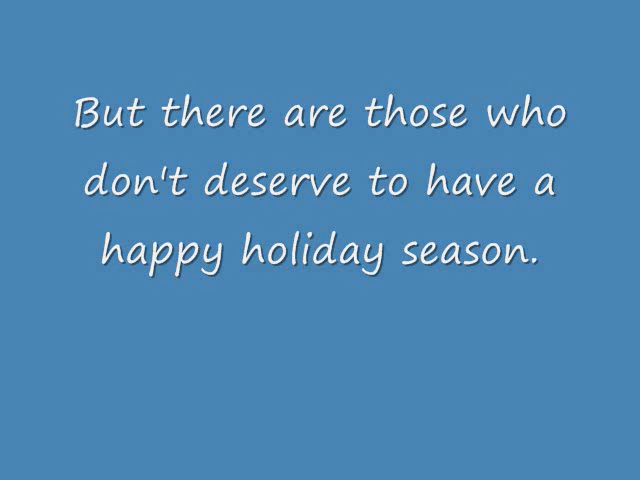 But there are those who
don't deserve to have a
happy holiday season.